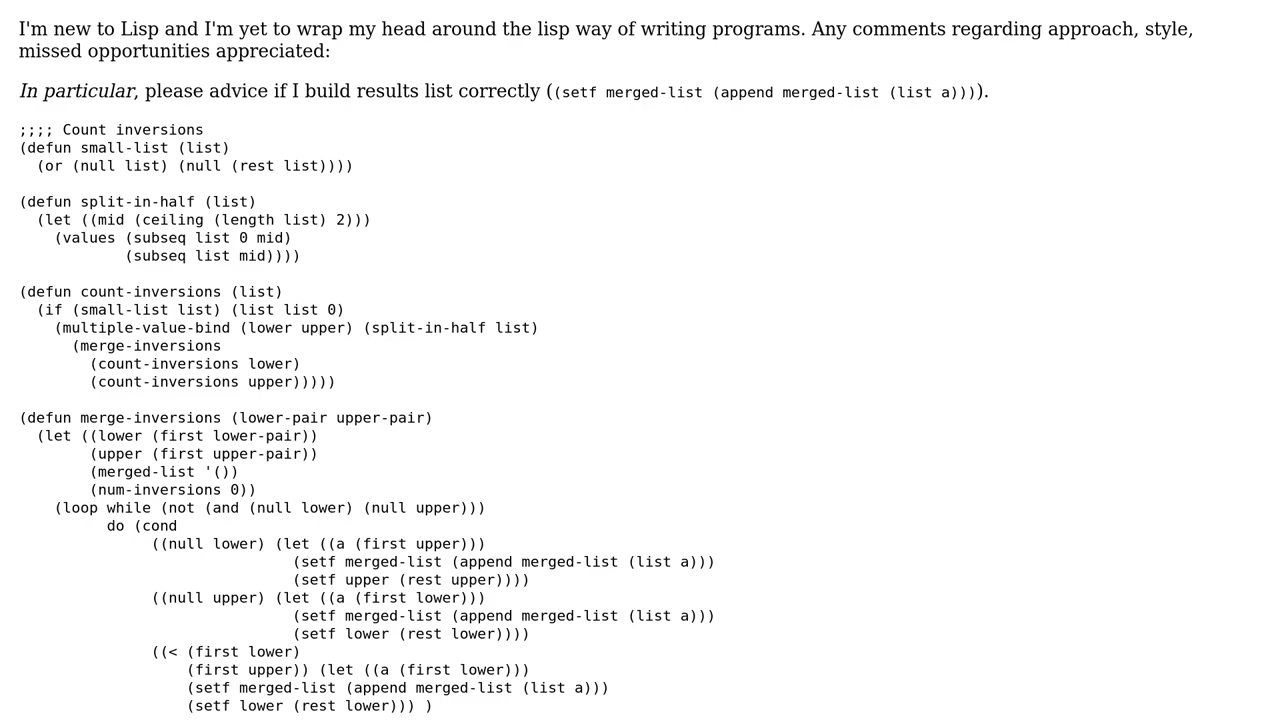 I'm new to Lisp and I'm yet to wrap my head around the lisp way of writing programs. Any comments regarding approach, style,
missed opportunities appreciated:
In particular, please advice if I build results list correctly ((setf merged-list (append merged-list (list a)))).
;;;; Count inversions
(defun small-list (list)
  (or (null list) (null (rest list))))

(defun split-in-half (list)
  (let ((mid (ceiling (length list) 2)))
    (values (subseq list 0 mid)
            (subseq list mid))))

(defun count-inversions (list)
  (if (small-list list) (list list 0)
    (multiple-value-bind (lower upper) (split-in-half list)
      (merge-inversions
        (count-inversions lower)
        (count-inversions upper)))))

(defun merge-inversions (lower-pair upper-pair)
  (let ((lower (first lower-pair))
        (upper (first upper-pair))
        (merged-list '())
        (num-inversions 0))
    (loop while (not (and (null lower) (null upper)))
          do (cond
               ((null lower) (let ((a (first upper)))
                               (setf merged-list (append merged-list (list a)))
                               (setf upper (rest upper))))
               ((null upper) (let ((a (first lower)))
                               (setf merged-list (append merged-list (list a)))
                               (setf lower (rest lower))))
               ((< (first lower)
                   (first upper)) (let ((a (first lower)))
                   (setf merged-list (append merged-list (list a)))
                   (setf lower (rest lower))) )